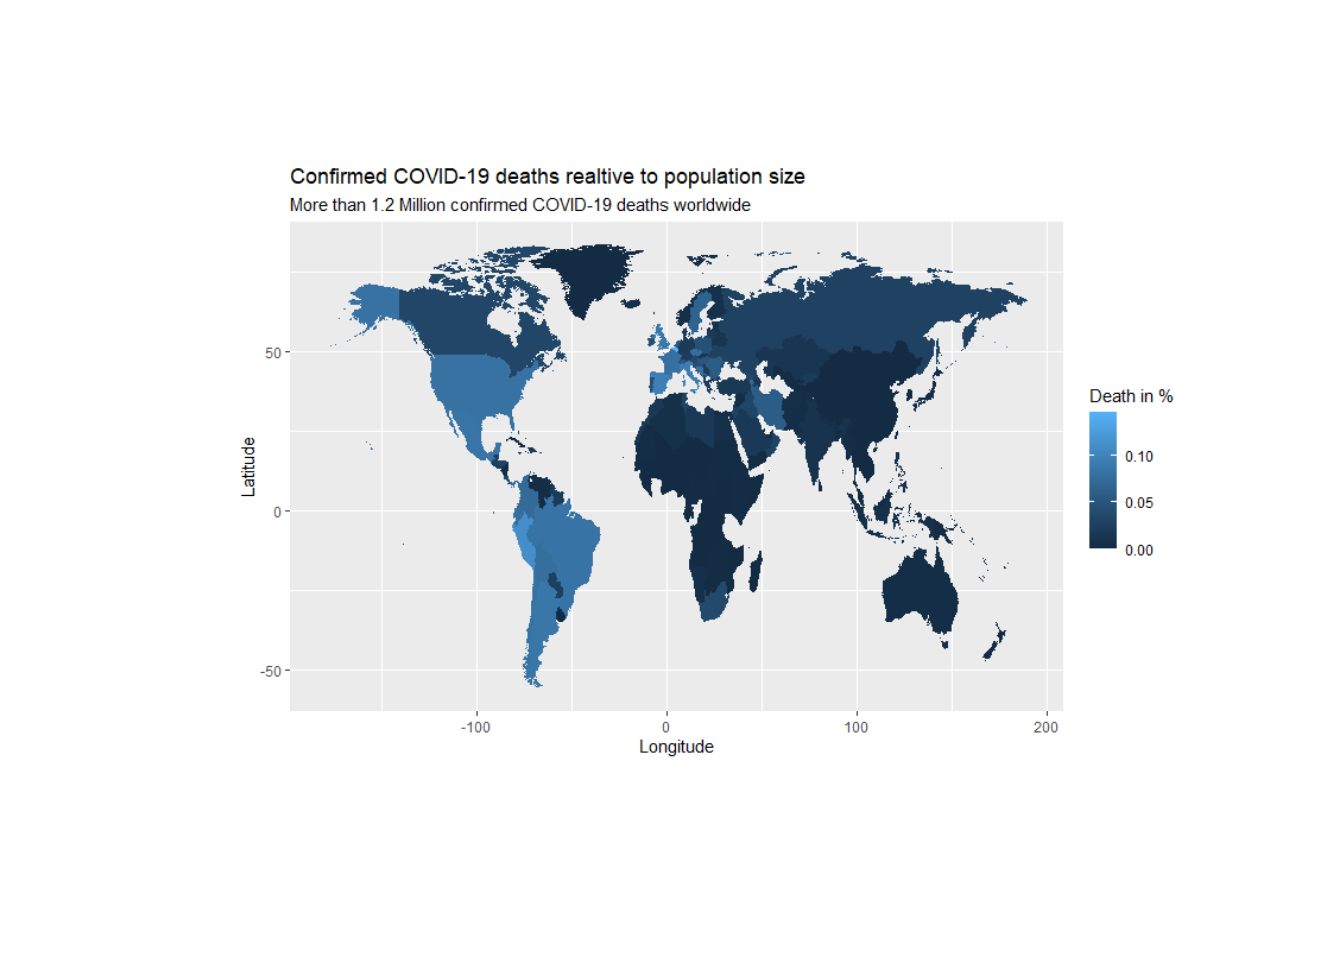 Confirmed COVID-19 deaths realtive to population size
More than 1.2 Million confirmed COVID-19 deaths worldwide
Latitude
50
0
-50
-100
0
100
200
Longitude
Death in %
0.10
0.05
0.00